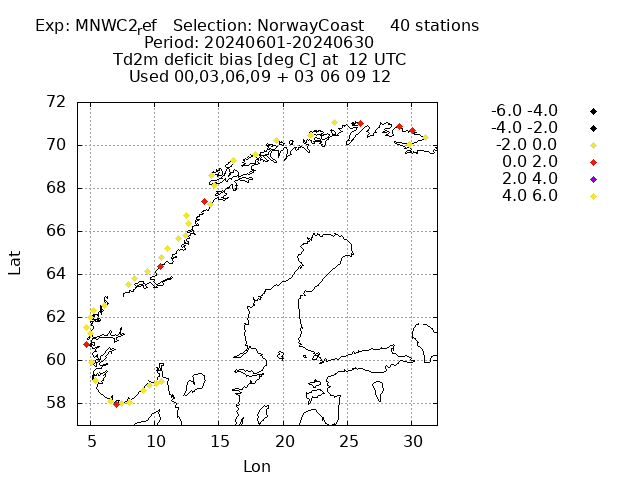 Exp: MNWC2ref   Selection: NorwayCoast     40 stations
Period: 20240601-20240630
Td2m deficit bias [deg C] at  12 UTC
Used 00,03,06,09 + 03 06 09 12
72
70
68
66
64
62
60
58
Lat
5 10 15 20 25 30
Lon
-6.0 -4.0
-4.0 -2.0
-2.0 0.0
0.0 2.0
2.0 4.0
4.0 6.0